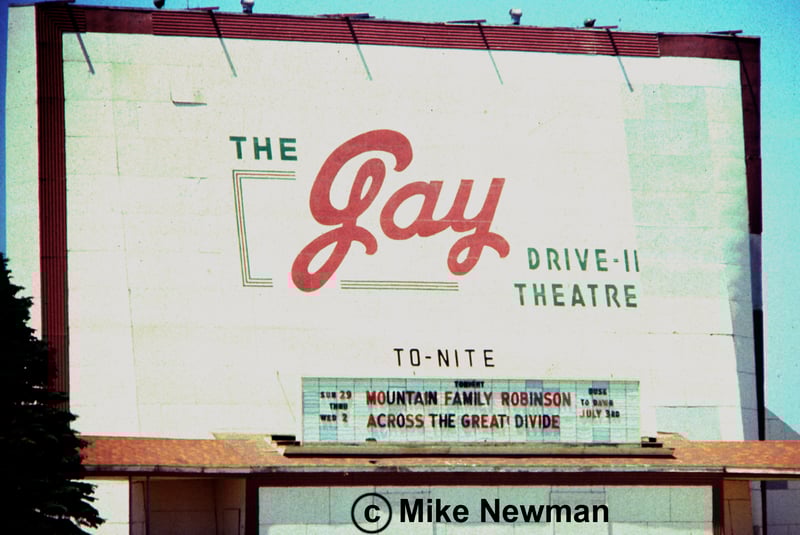 THE
Gay
DRIVE-II
THEATRE
TO-NITE
TONIGHT
SUN 29
THRU
WED 2
MOUNTAIN FAMILY ROBINSON
ACROSS THE GREAT DIVIDE
DUSK
TO DAWN
JULY 3RD
c Mike Newman